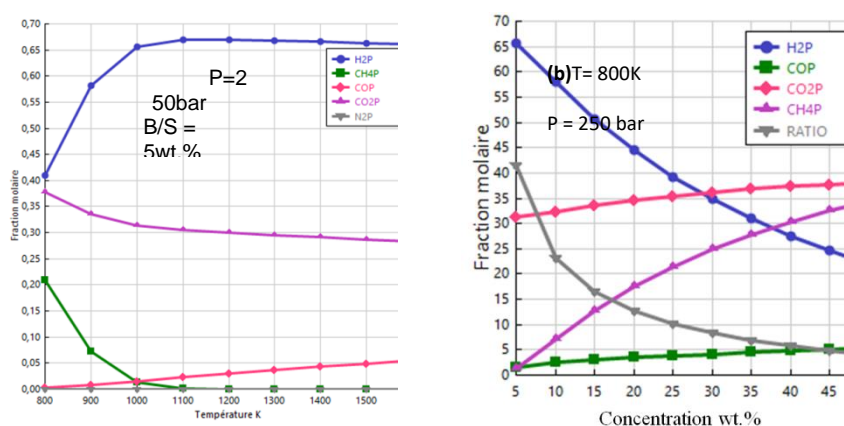 0,70
0,65
0,60
0,55
0,50
0,45
0,40
0,35
0,30
0,25
0,20
0,15
0,10
0,05
0,00
Fraction molaire
P=2
50bar
B/S =
5wt.%
H2P
CH4P
COP
CO2P
N2P
800 900 1000 1100 1200 1300 1400 1500
Température K
70
65
60
55
50
45
40
35
30
25
20
15
10
5
0
Fraction molaire
(b)T= 800K
P = 250 bar
H2P
COP
CO2P
CH4P
RATIO
5 10 15 20 25 30 35 40 45
Concentration wt.%